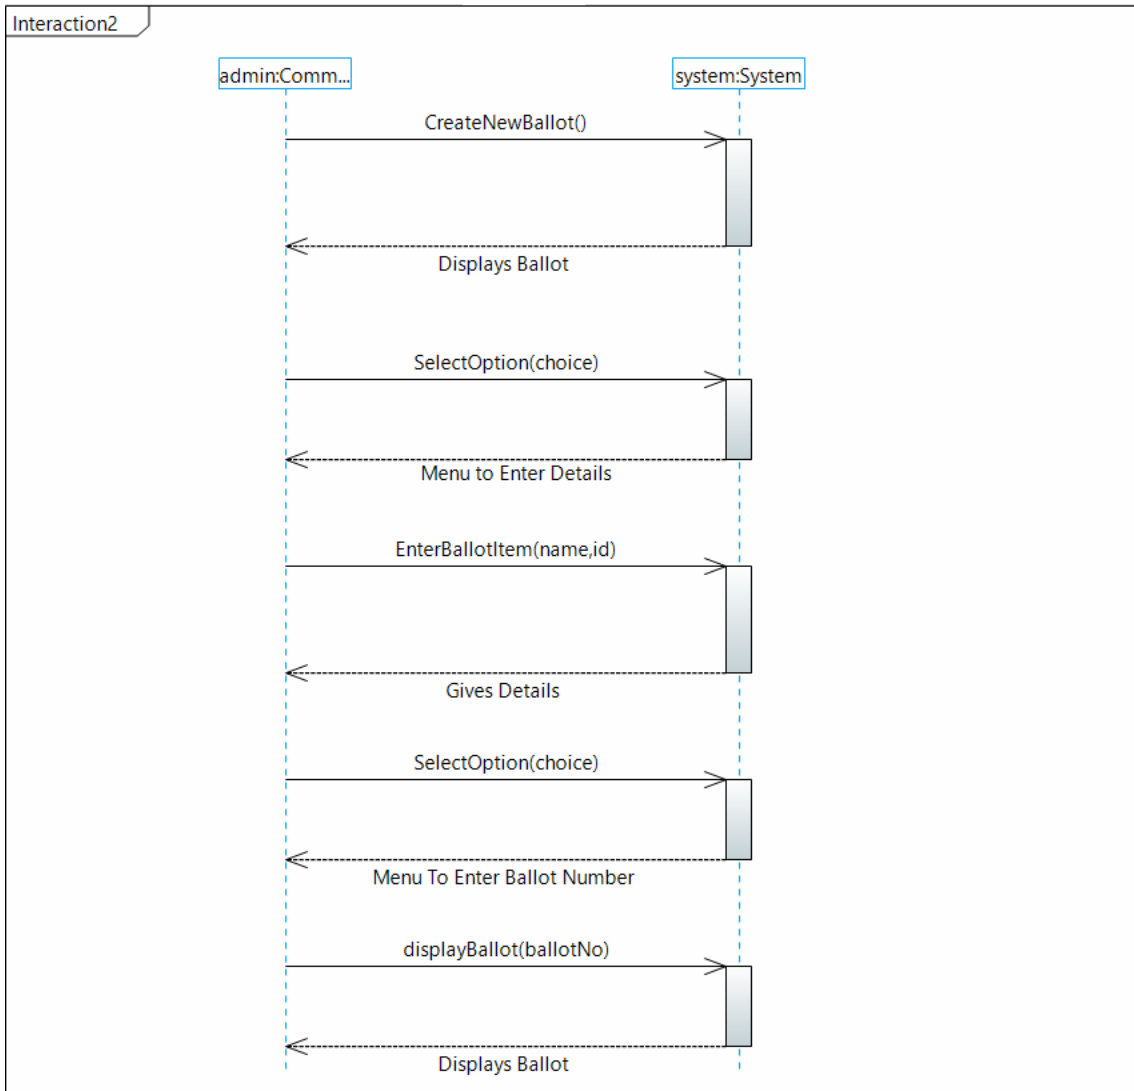 Interaction2
admin:Comm...
system:System
CreateNewBallot()
Displays Ballot
SelectOption(choice)
Menu to Enter Details
EnterBallotItem(name,id)
Gives Details
SelectOption(choice)
Menu To Enter Ballot Number
displayBallot(ballotNo)
Displays Ballot